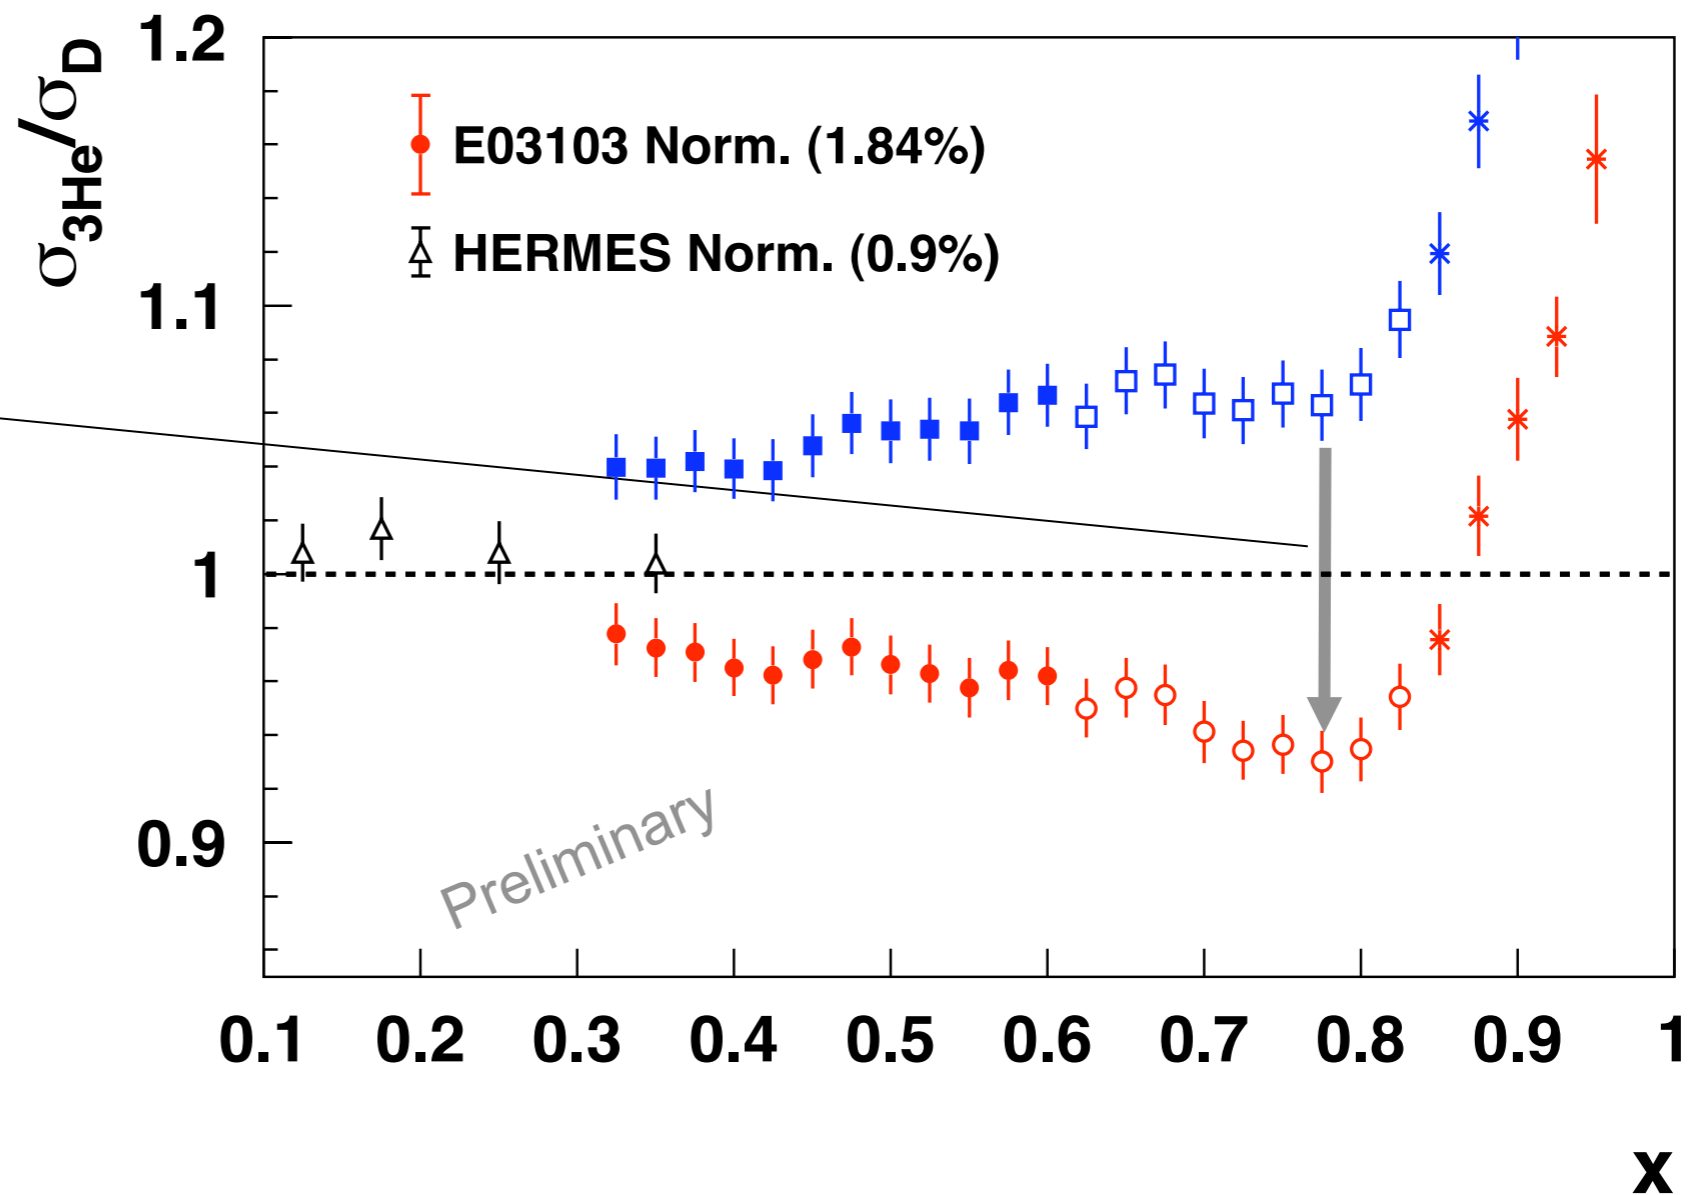 σ3He/σD
1.2
1.1
1
0.9
E03103 Norm. (1.84%)
HERMES Norm. (0.9%)
Preliminary
0.1 0.2 0.3 0.4 0.5 0.6 0.7 0.8 0.9 1
x